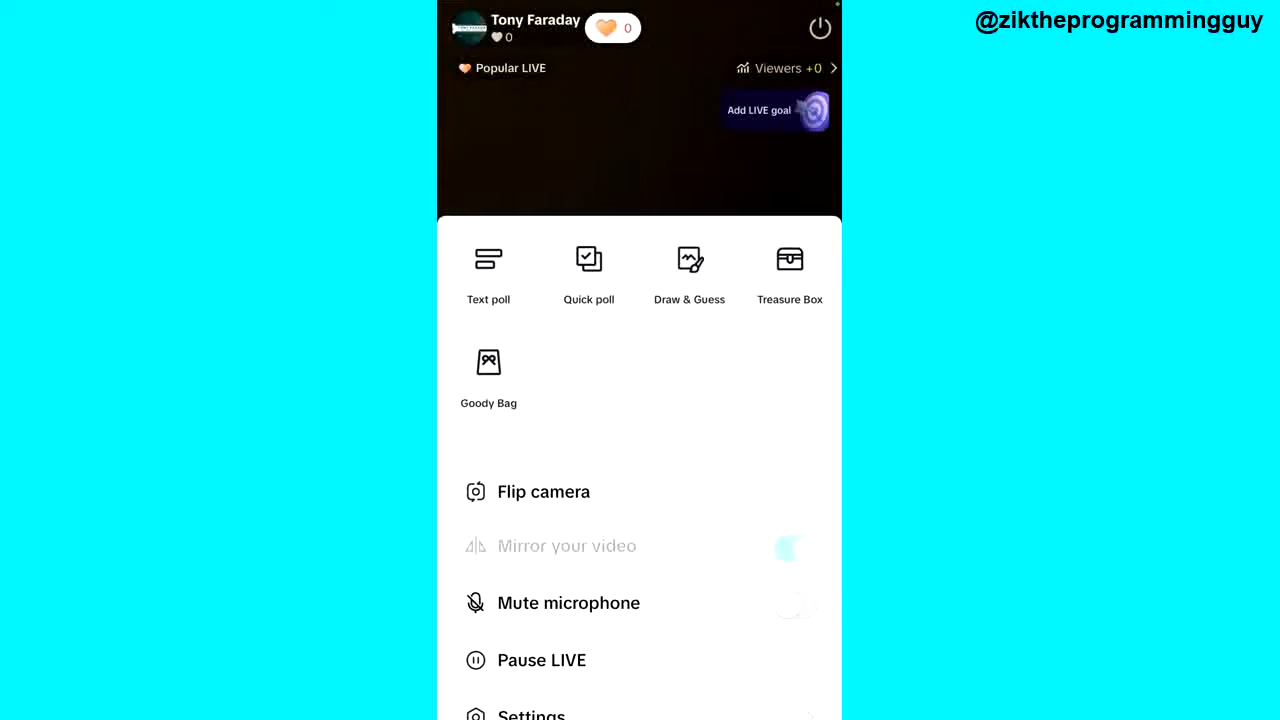 @ziktheprogrammingguy
Tony Faraday
0
0
Popular LIVE
Viewers +0
Add LIVE goal
Text poll
Quick poll
Draw & Guess
Treasure Box
Goody Bag
Flip camera
Mirror your video
Mute microphone
Pause LIVE
Settings